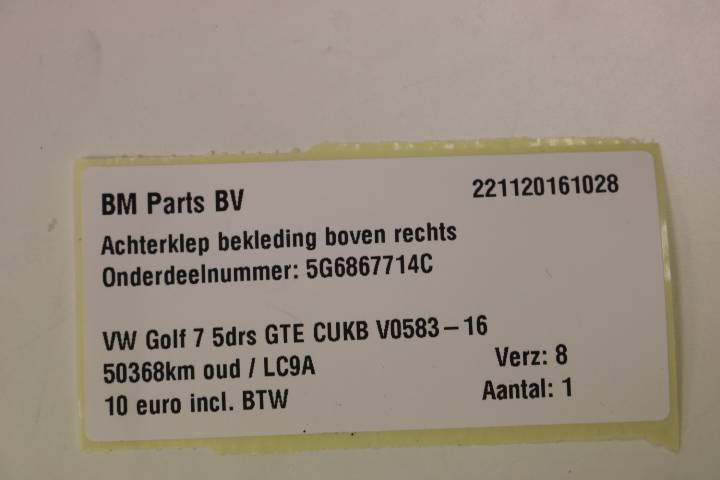 BM Parts BV 221120161028
Achterklep bekleding boven rechts
Onderdeelnummer: 5G6867714C
VW Golf 7 5drs GTE CUKB V0583-16
50368km oud / LC9A Verz: 8
10 euro incl. BTW Aantal: 1